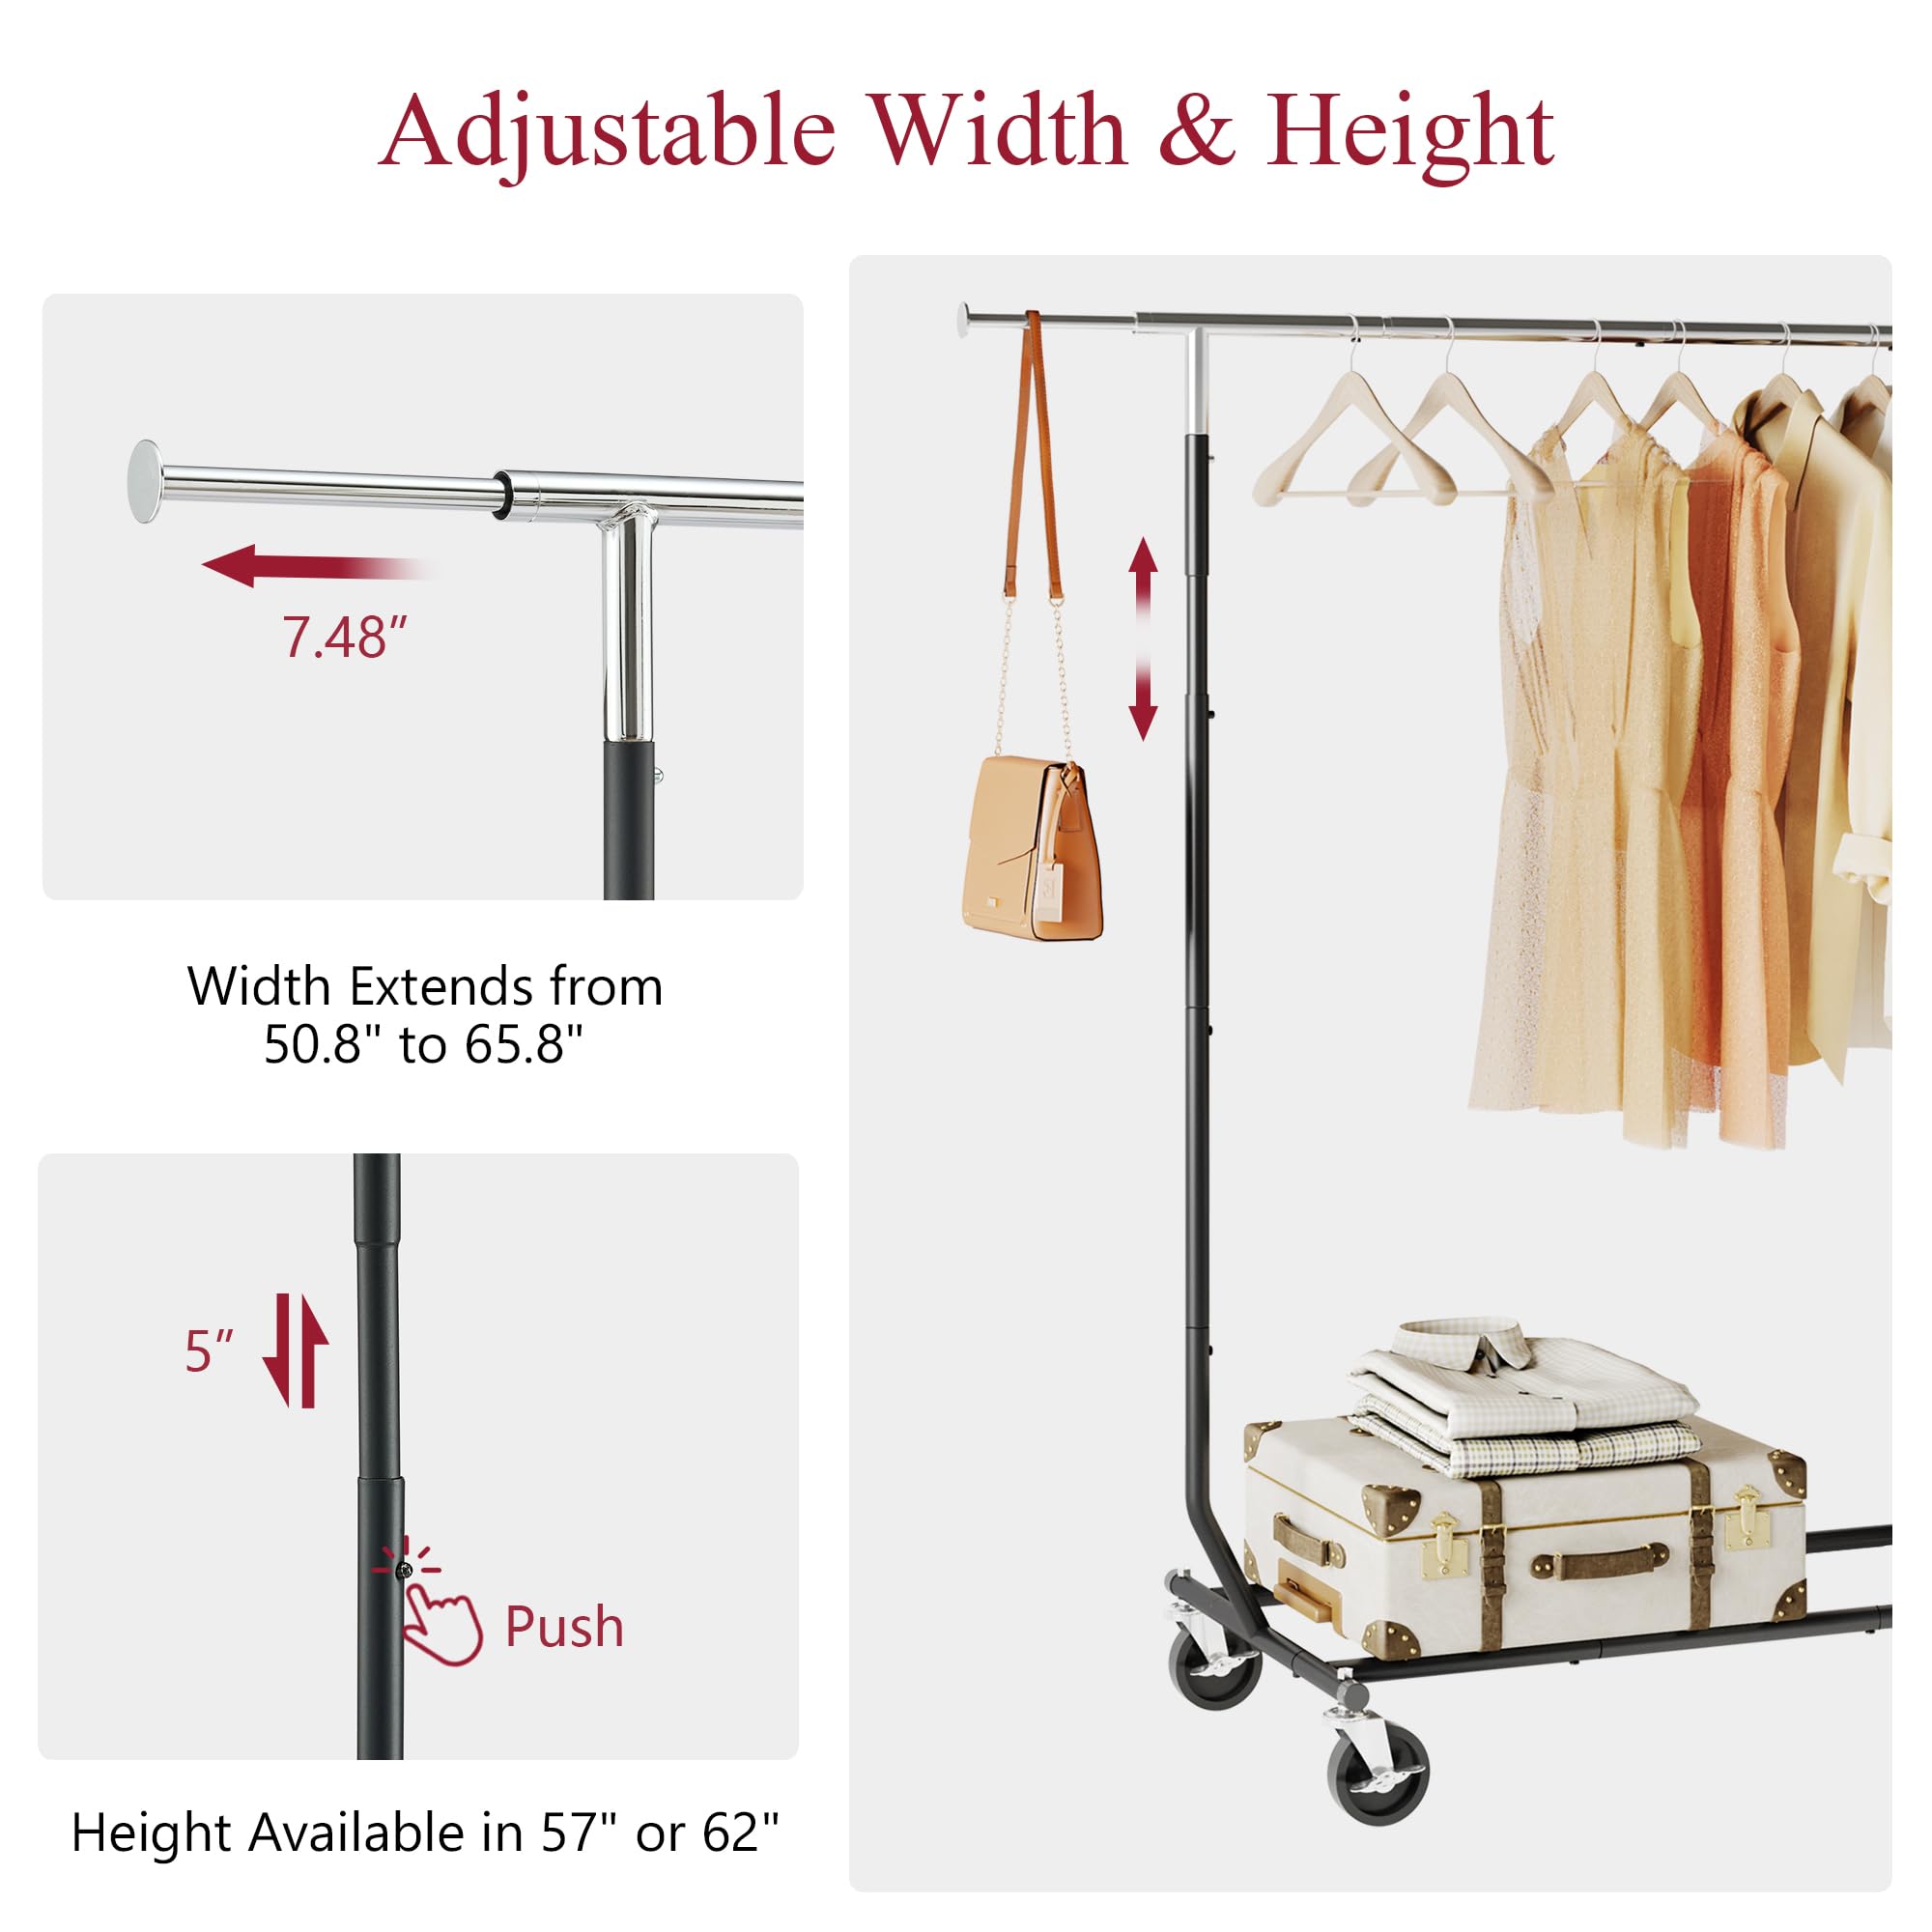 Adjustable Width & Height
7.48”
Width Extends from
50.8" to 65.8"
5”
Push
Height Available in 57" or 62"